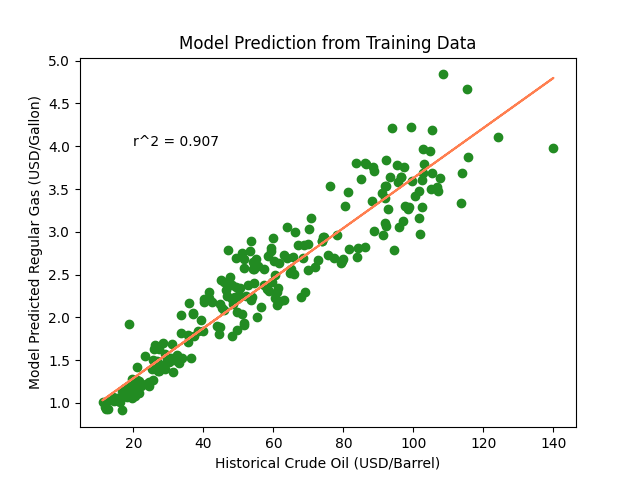 Model Prediction from Training Data
Model Predicted Regular Gas (USD/Gallon)
5.0
4.5
4.0
3.5
3.0
2.5
2.0
1.5
1.0
r^2 = 0.907
20 40 60 80 100 120 140
Historical Crude Oil (USD/Barrel)